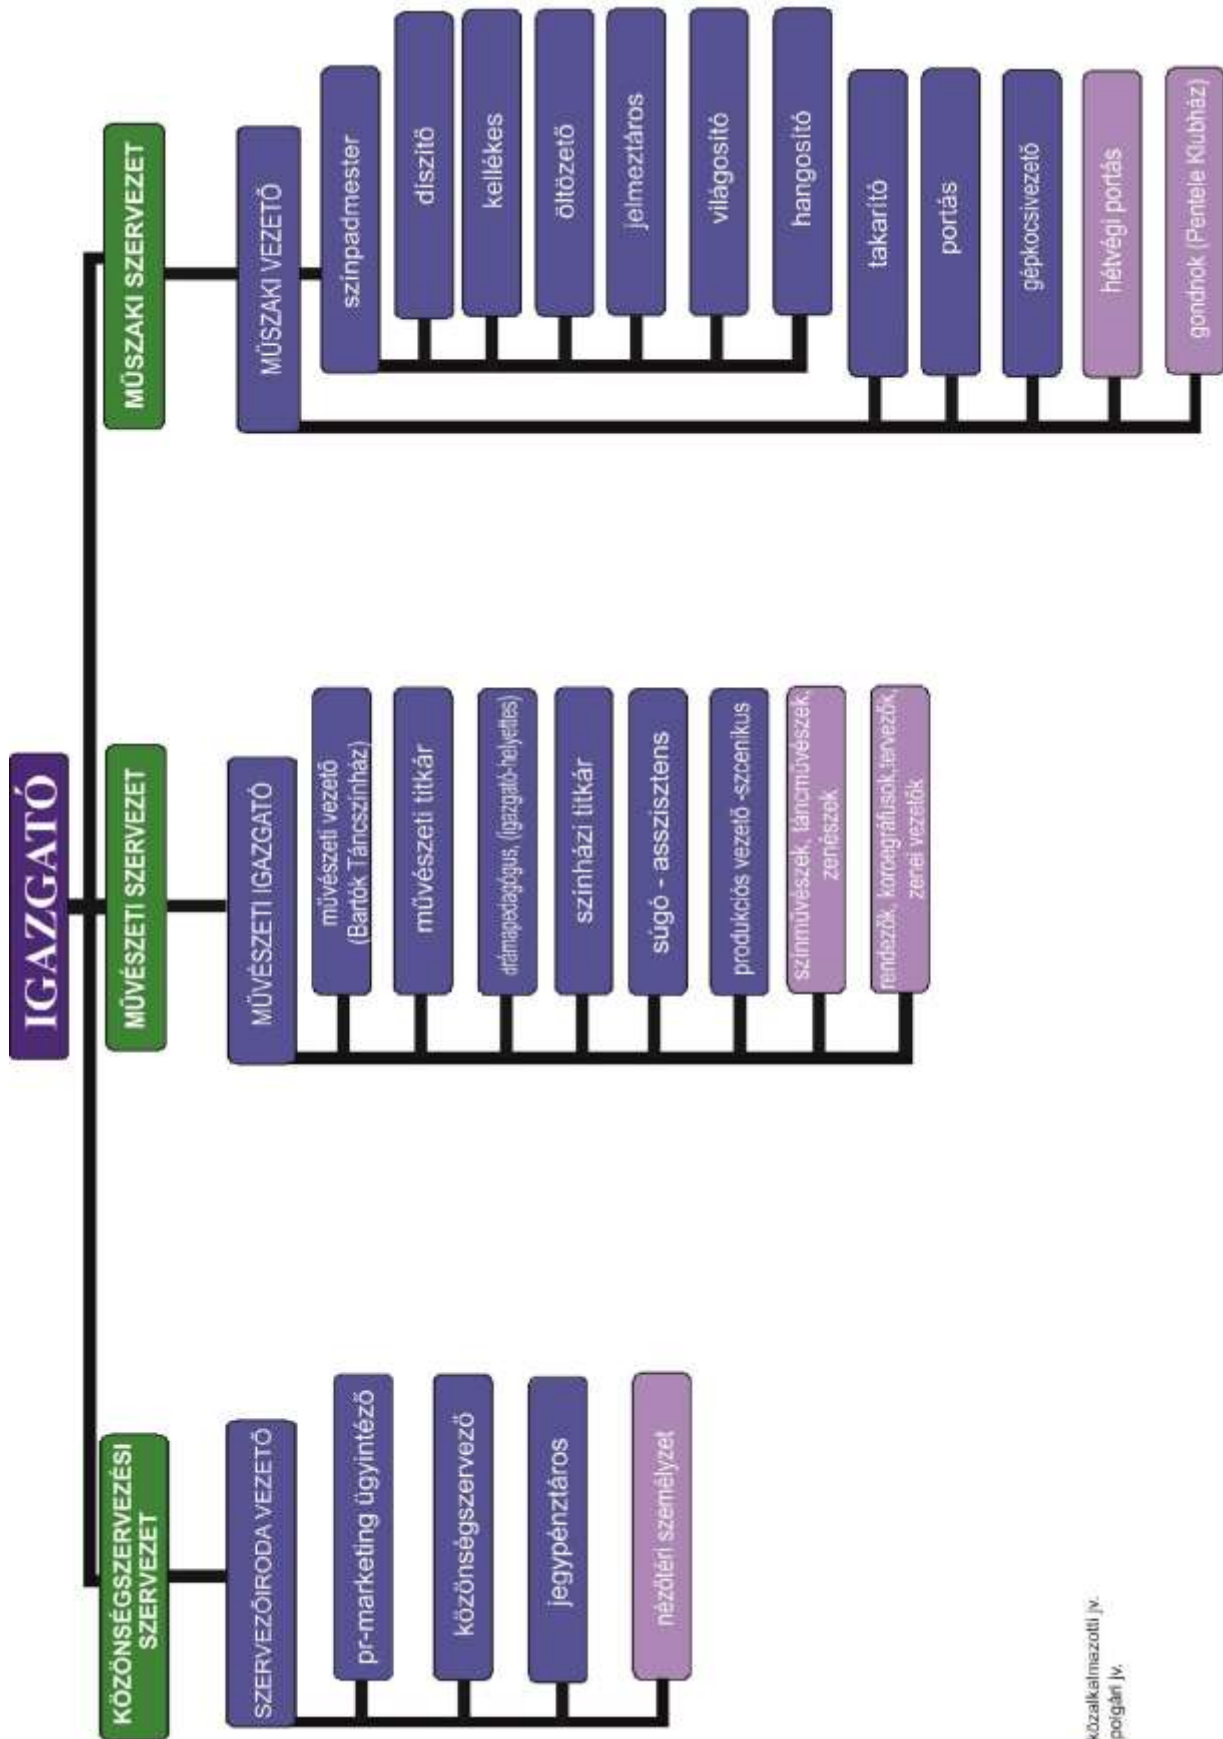 IGAZGATÓ
KÖZÖNSÉGSZERVEZÉSI
SZERVEZET
SZERVEZŐIRODA VEZETŐ
pr-marketing ügyintéző
közönségszervező
jegypénztáros
nézőtéri személyzet
MŰVÉSZETI SZERVEZET
MŰVÉSZETI IGAZGATÓ
művészeti vezető
(Bartók Táncszínház)
művészeti titkár
drámapedagógus, (igazgató-helyettes)
színházi titkár
súgó - asszisztens
produkciós vezető -szcenikus
színművészek, táncművészek,
zenészek
rendezők, koreográfusok,tervezők,
zenei vezetők
MŰSZAKI SZERVEZET
MŰSZAKI VEZETŐ
színpadmester
díszítő
kellékes
öltözető
jelmeztáros
világosító
hangosító
takarító
portás
gépkocsivezető
hétvégi portás
gondnok (Pentele Klubház)
közalkalmazotti jv.
polgári jv.